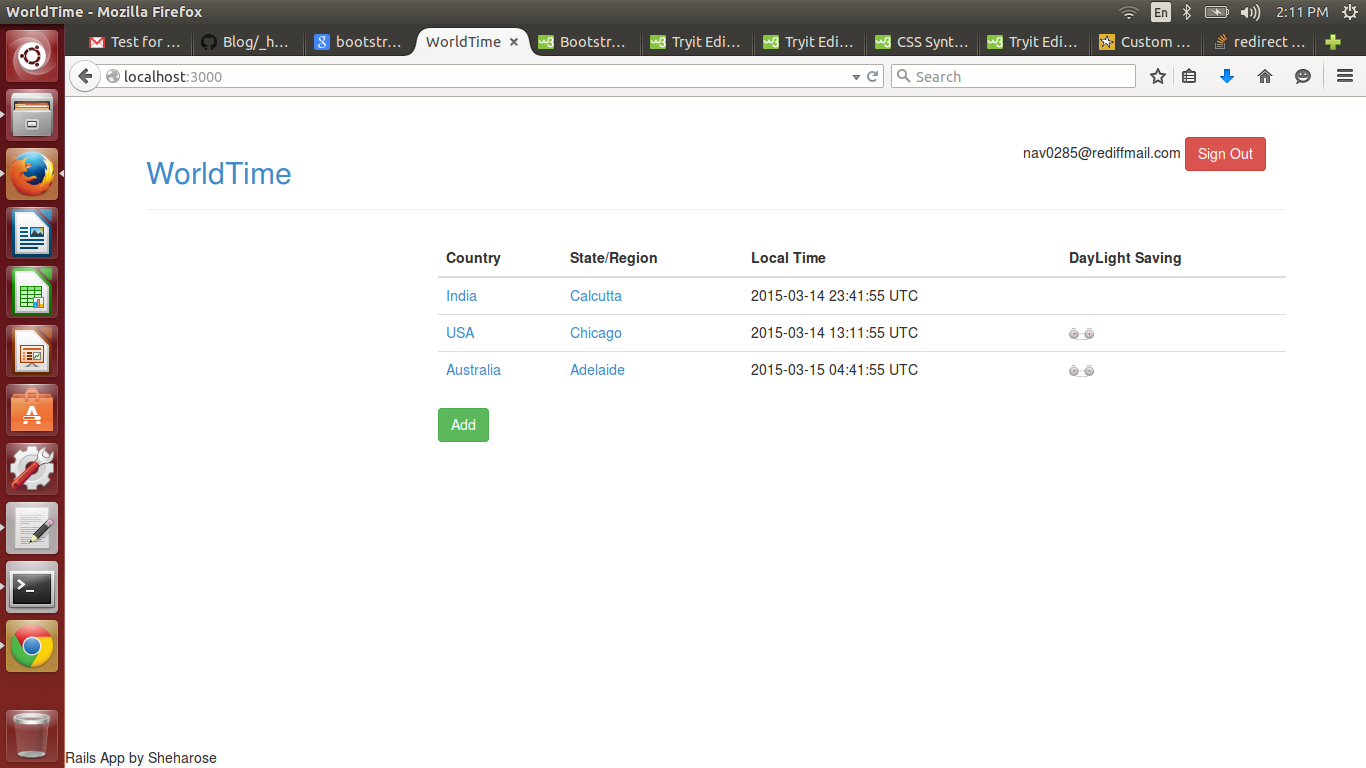 WorldTime - Mozilla Firefox
En
2:11 PM
Test for ...
Blog/_h...
bootstr...
WorldTime
Bootstr...
Tryit Edi...
Tryit Edi...
CSS Synt...
Tryit Edi...
Custom ...
redirect ...
localhost:3000
Search
nav0285@rediffmail.com Sign Out
WorldTime
Country State/Region Local Time DayLight Saving
India Calcutta 2015-03-14 23:41:55 UTC
USA Chicago 2015-03-14 13:11:55 UTC
Australia Adelaide 2015-03-15 04:41:55 UTC
Add
Rails App by Sheharose